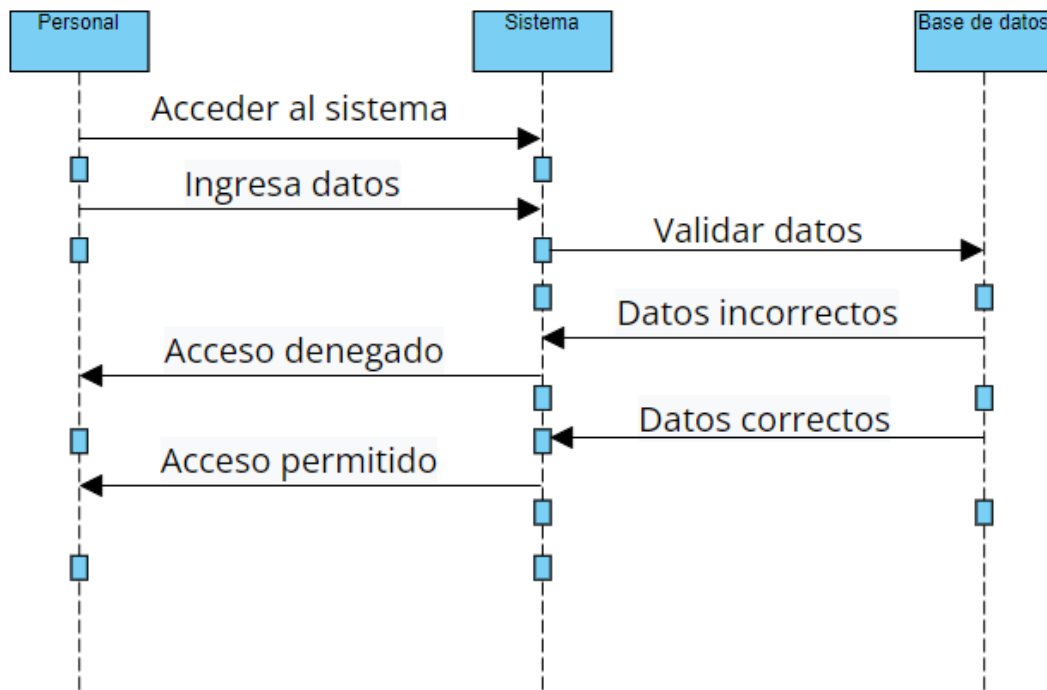 Personal
Sistema
Base de datos
Acceder al sistema
Ingresa datos
Validar datos
Datos incorrectos
Acceso denegado
Datos correctos
Acceso permitido